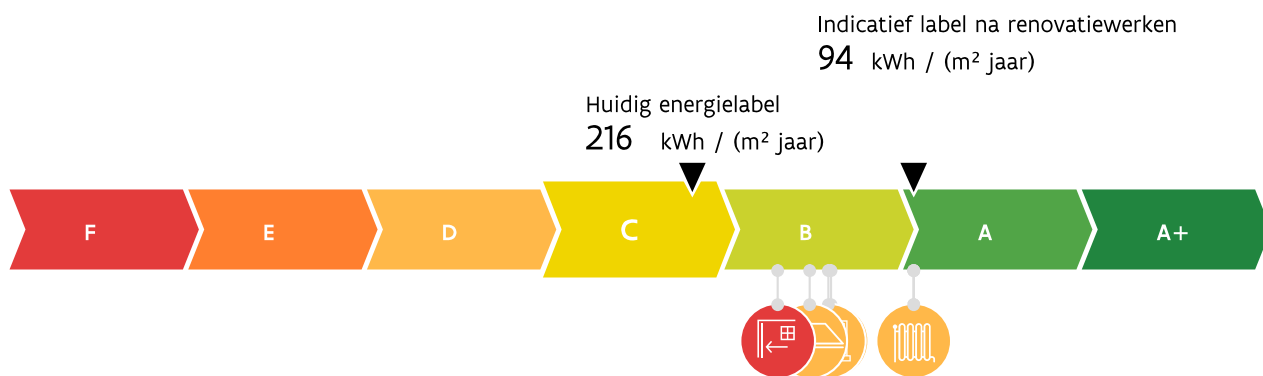 Indicatief label na renovatiewerken
94 kWh / (m² jaar)
Huidig energielabel
216 kWh / (m² jaar)
F E D C B A A+